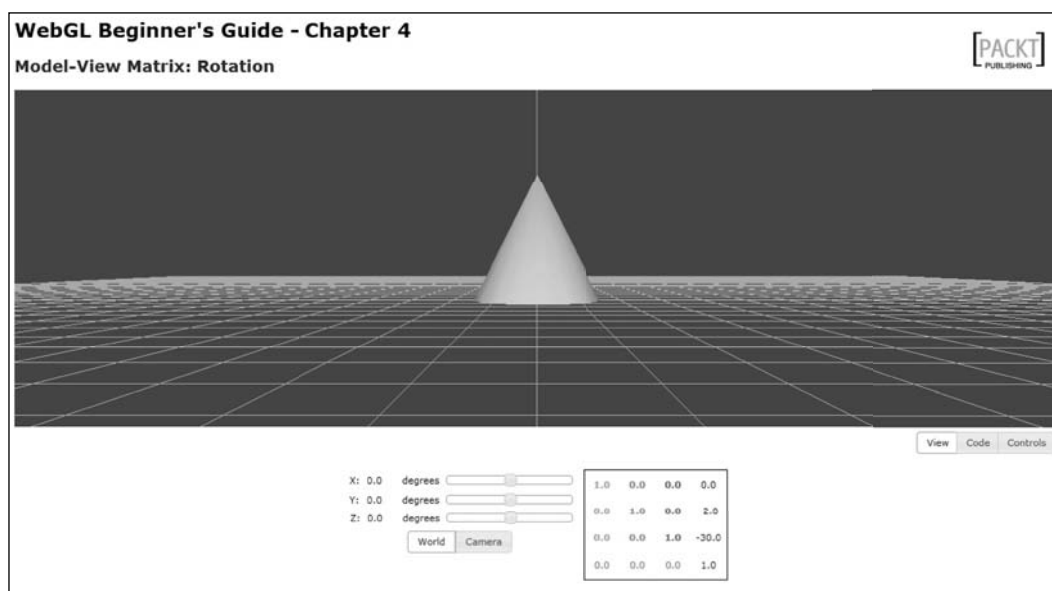 WebGL Beginner's Guide - Chapter 4
[PACKT]
PUBLISHING
Model-View Matrix: Rotation
View Code Controls
X: 0.0 degrees
Y: 0.0 degrees
Z: 0.0 degrees
World Camera
1.0 0.0 0.0 0.0
0.0 1.0 0.0 2.0
0.0 0.0 1.0 -30.0
0.0 0.0 0.0 1.0